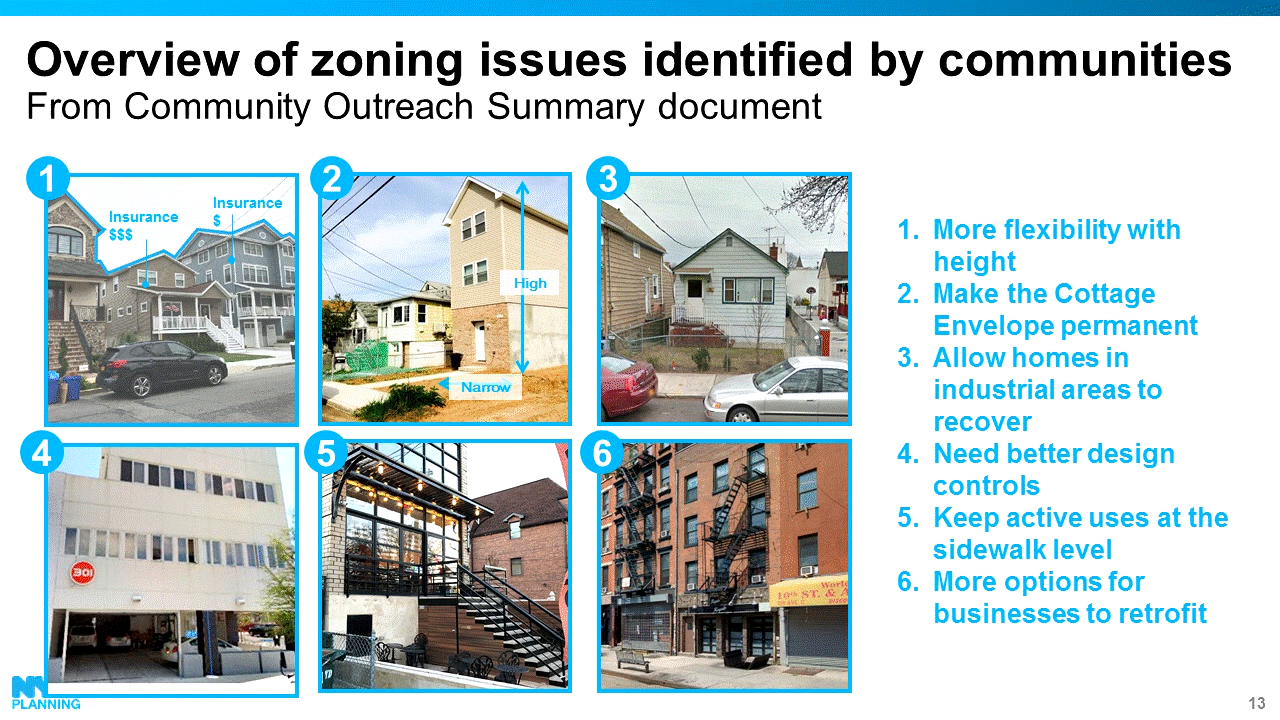 Overview of zoning issues identified by communities
From Community Outreach Summary document
1
Insurance
$$$
Insurance
$
2
High
Narrow
3
4
301
5
6
10th ST. & A
1. More flexibility with
height
2. Make the Cottage
Envelope permanent
3. Allow homes in
industrial areas to
recover
4. Need better design
controls
5. Keep active uses at the
sidewalk level
6. More options for
businesses to retrofit
PLANNING
13